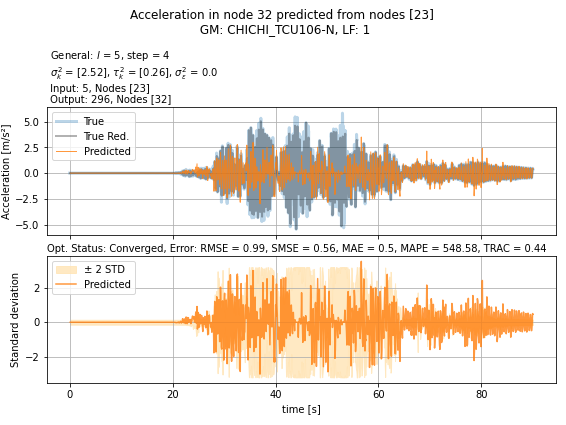 Acceleration in node 32 predicted from nodes [23]
GM: CHICHI_TCU106-N, LF: 1
General: l = 5, step = 4
σ²ₖ = [2.52], τ²ₖ = [0.26], σ²ε = 0.0
Input: 5, Nodes [23]
Output: 296, Nodes [32]
Acceleration [m/s²]
5.0
2.5
0.0
−2.5
−5.0
True
True Red.
Predicted
Opt. Status: Converged, Error: RMSE = 0.99, SMSE = 0.56, MAE = 0.5, MAPE = 548.58, TRAC = 0.44
Standard deviation
2
0
−2
± 2 STD
Predicted
0
20
40
60
80
time [s]